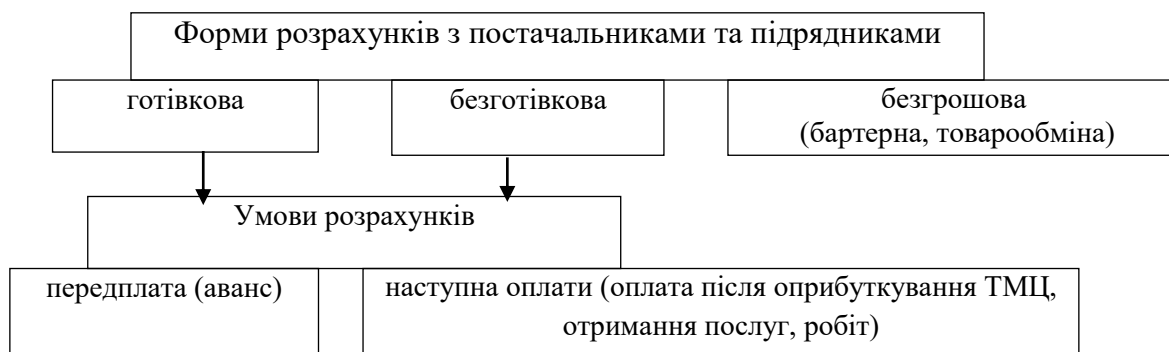 Форми розрахунків з постачальниками та підрядниками
готівкова
безготівкова
безгрошова
(бартерна, товарообміна)
Умови розрахунків
передплата (аванс)
наступна оплати (оплата після оприбуткування ТМЦ,
отримання послуг, робіт)